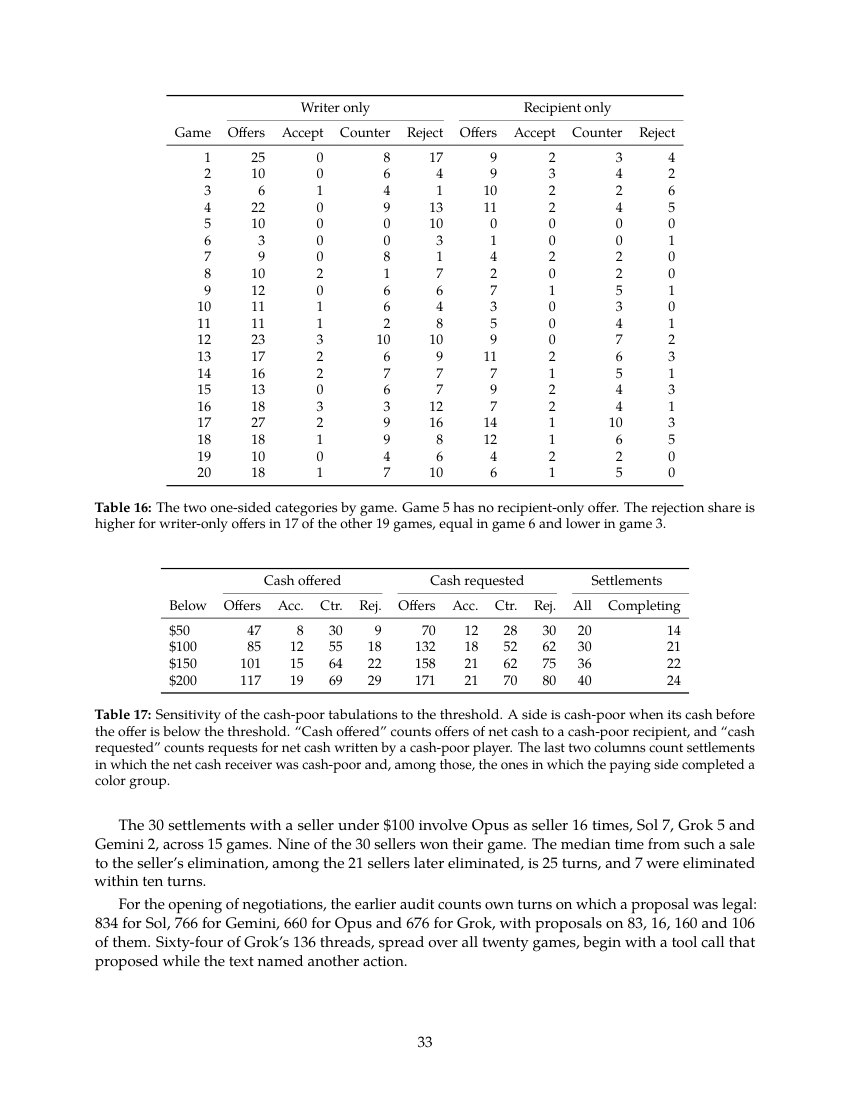 Writer only Recipient only
Game Offers Accept Counter Reject Offers Accept Counter Reject
1 25 0 8 17 9 2 3 4
2 10 0 6 4 9 3 4 2
3 6 1 4 1 10 2 2 6
4 22 0 9 13 11 2 4 5
5 10 0 0 10 0 0 0 0
6 3 0 0 3 1 0 0 1
7 9 0 8 1 4 2 2 0
8 10 2 1 7 2 0 2 0
9 12 0 6 6 7 1 5 1
10 11 1 6 4 3 0 3 0
11 11 1 2 8 5 0 4 1
12 23 3 10 10 9 0 7 2
13 17 2 6 9 11 2 6 3
14 16 2 7 7 7 1 5 1
15 13 0 6 7 9 2 4 3
16 18 3 3 12 7 2 4 1
17 27 2 9 16 14 1 10 3
18 18 1 9 8 12 1 6 5
19 10 0 4 6 4 2 2 0
20 18 1 7 10 6 1 5 0
Table 16: The two one-sided categories by game. Game 5 has no recipient-only offer. The rejection share is
higher for writer-only offers in 17 of the other 19 games, equal in game 6 and lower in game 3.
Cash offered Cash requested Settlements
Below Offers Acc. Ctr. Rej. Offers Acc. Ctr. Rej. All Completing
$50 47 8 30 9 70 12 28 30 20 14
$100 85 12 55 18 132 18 52 62 30 21
$150 101 15 64 22 158 21 62 75 36 22
$200 117 19 69 29 171 21 70 80 40 24
Table 17: Sensitivity of the cash-poor tabulations to the threshold. A side is cash-poor when its cash before
the offer is below the threshold. “Cash offered” counts offers of net cash to a cash-poor recipient, and “cash
requested” counts requests for net cash written by a cash-poor player. The last two columns count settlements
in which the net cash receiver was cash-poor and, among those, the ones in which the paying side completed a
color group.
The 30 settlements with a seller under $100 involve Opus as seller 16 times, Sol 7, Grok 5 and
Gemini 2, across 15 games. Nine of the 30 sellers won their game. The median time from such a sale
to the seller’s elimination, among the 21 sellers later eliminated, is 25 turns, and 7 were eliminated
within ten turns.
For the opening of negotiations, the earlier audit counts own turns on which a proposal was legal:
834 for Sol, 766 for Gemini, 660 for Opus and 676 for Grok, with proposals on 83, 16, 160 and 106
of them. Sixty-four of Grok’s 136 threads, spread over all twenty games, begin with a tool call that
proposed while the text named another action.
33